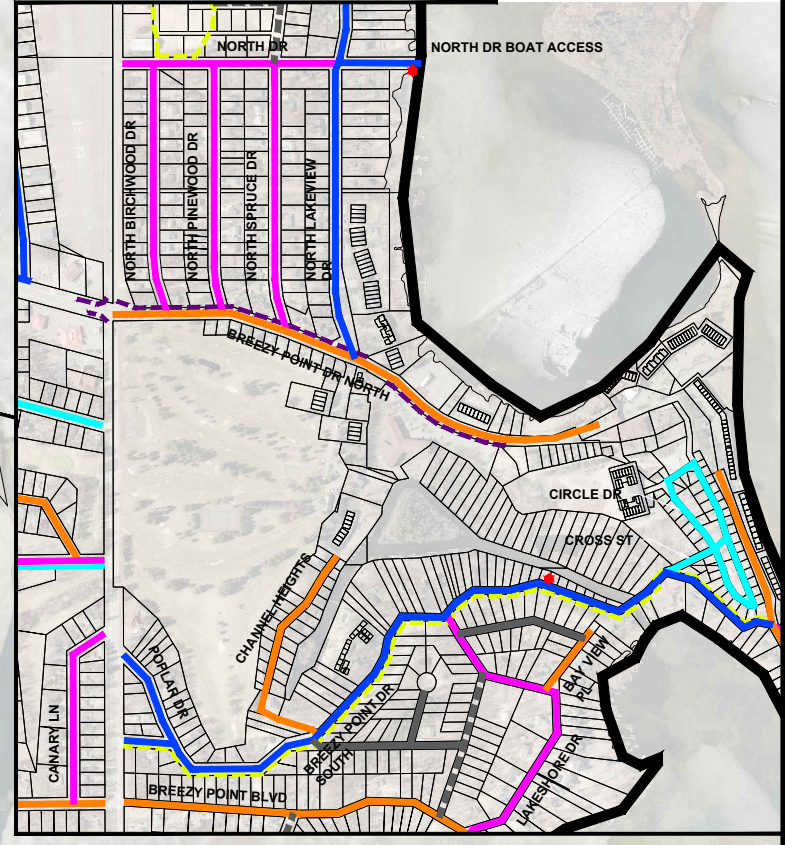 NORTH DR
NORTH DR BOAT ACCESS
NORTH BIRCHWOOD DR
NORTH PINEWOOD DR
NORTH SPRUCE DR
NORTH LAKEVIEW
DR
BREEZY POINT DR NORTH
CIRCLE DR
CROSS ST
CHANNEL HEIGHTS
POPLAR DR
BAY VIEW
PL
BREEZY POINT DR
SOUTH
CANARY LN
LAKESHORE DR
BREEZY POINT BLVD